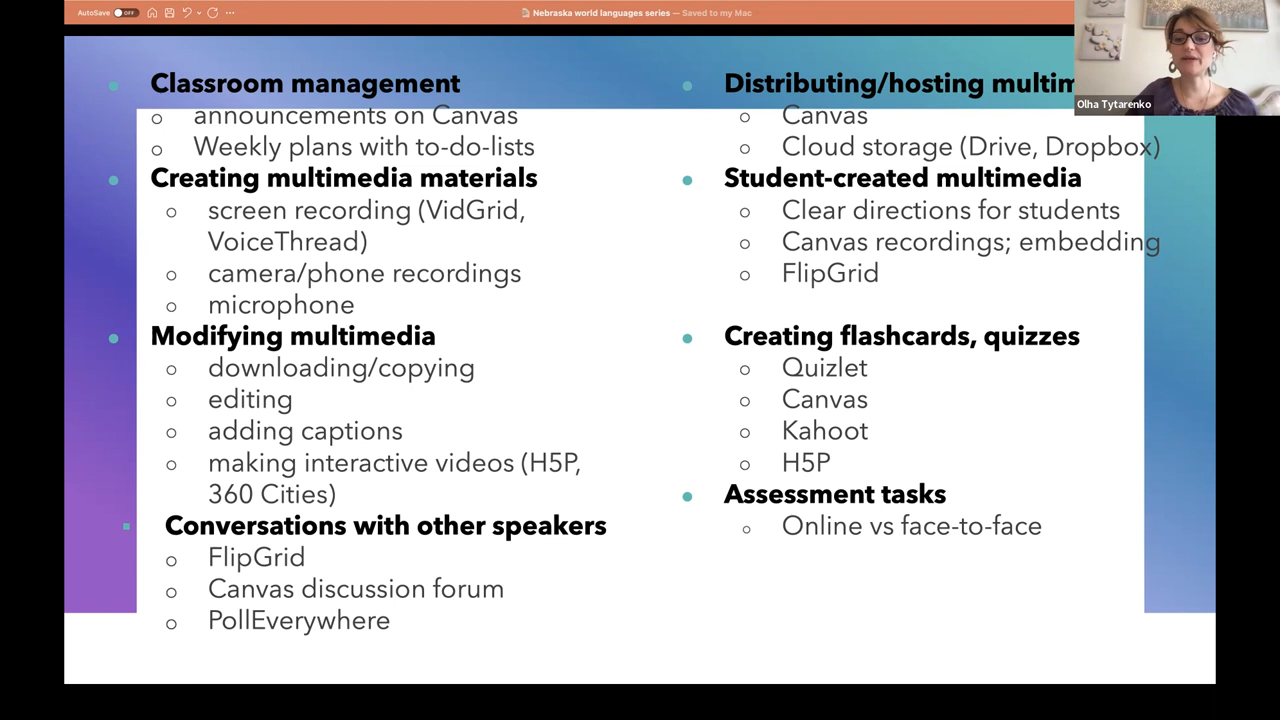 AutoSave OFF
Nebraska world languages series — Saved to my Mac
Olha Tytarenko
Classroom management
announcements on Canvas
Weekly plans with to-do-lists
Creating multimedia materials
screen recording (VidGrid,
VoiceThread)
camera/phone recordings
microphone
Modifying multimedia
downloading/copying
editing
adding captions
making interactive videos (H5P,
360 Cities)
Conversations with other speakers
FlipGrid
Canvas discussion forum
PollEverywhere
Distributing/hosting
Canvas
Cloud storage (Drive, Dropbox)
Student-created multimedia
Clear directions for students
Canvas recordings; embedding
FlipGrid
Creating flashcards, quizzes
Quizlet
Canvas
Kahoot
H5P
Assessment tasks
Online vs face-to-face